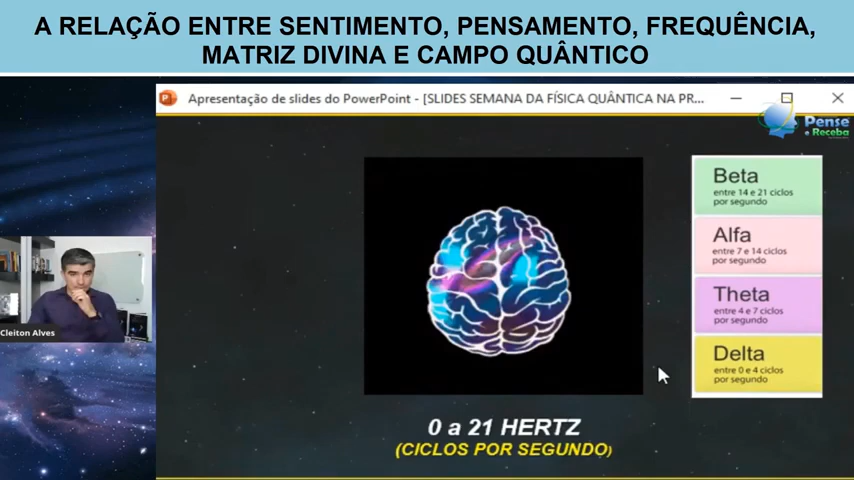 A RELAÇÃO ENTRE SENTIMENTO, PENSAMENTO, FREQUÊNCIA,
MATRIZ DIVINA E CAMPO QUÂNTICO
Apresentação de slides do PowerPoint - [SLIDES SEMANA DA FÍSICA QUÂNTICA NA PR...
Pense
e Receba
Beta
entre 14 e 21 ciclos
por segundo
Alfa
entre 7 e 14 ciclos
por segundo
Theta
entre 4 e 7 ciclos
por segundo
Delta
entre 0 e 4 ciclos
por segundo
Cleiton Alves
0 a 21 HERTZ
(CICLOS POR SEGUNDO)